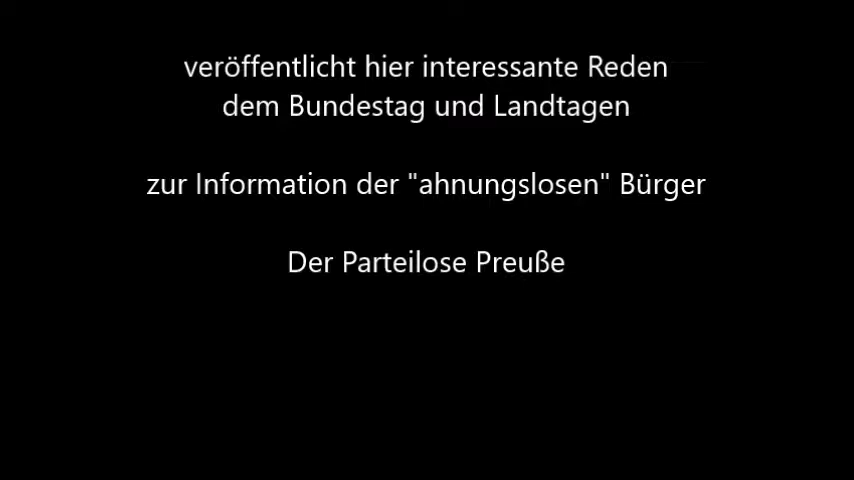 veröffentlicht hier interessante Reden
dem Bundestag und Landtagen
zur Information der "ahnungslosen" Bürger
Der Parteilose Preuße